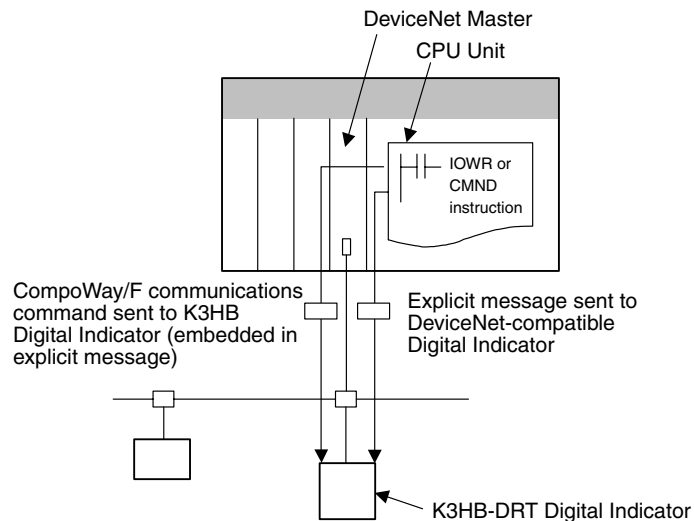 DeviceNet Master
CPU Unit
IOWR or
CMND
instruction
CompoWay/F communications
command sent to K3HB
Digital Indicator (embedded in
explicit message)
Explicit message sent to
DeviceNet-compatible
Digital Indicator
K3HB-DRT Digital Indicator